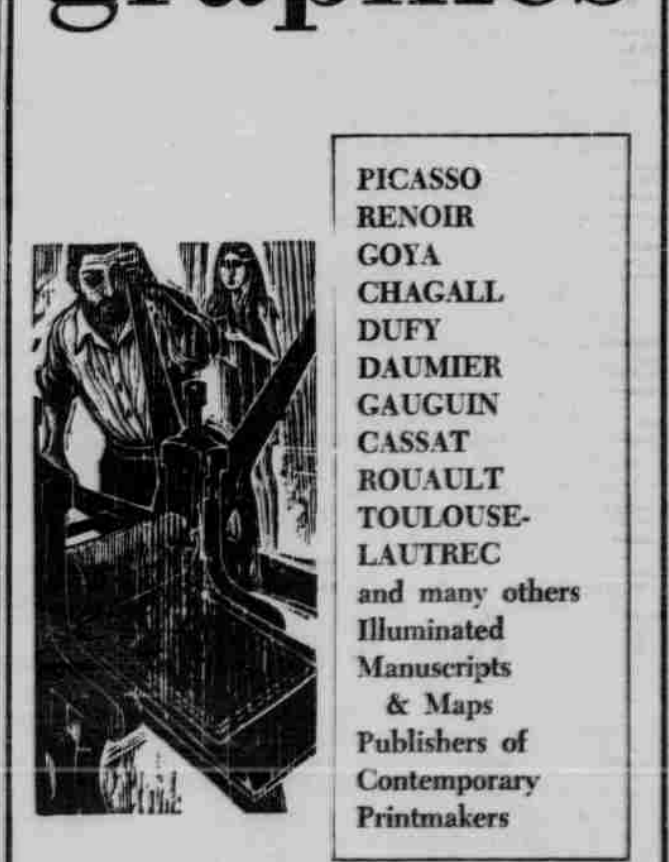 graphics
PICASSO
RENOIR
GOYA
CHAGALL
DUFY
DAUMIER
GAUGUIN
CASSAT
ROUAULT
TOULOUSE-
LAUTREC
and many others
Illuminated
Manuscripts
& Maps
Publishers of
Contemporary
Printmakers